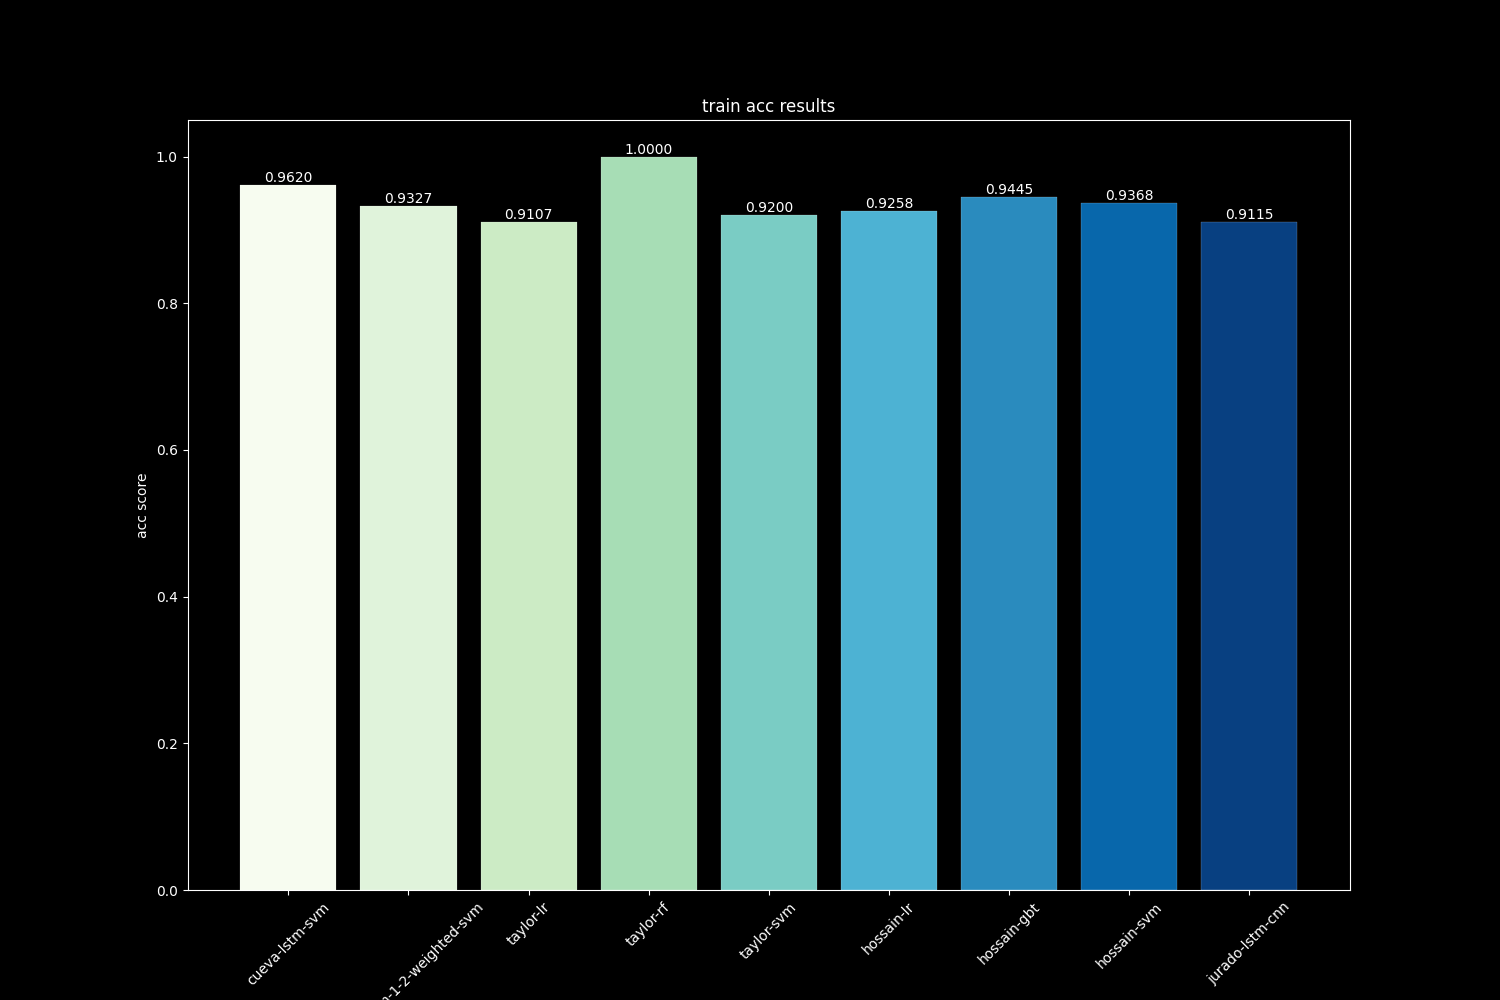 train acc results
1.0000
0.9620
0.9327
0.9107
0.9200
0.9258
0.9445
0.9368
0.9115
1.0
0.8
0.6
0.4
0.2
0.0
acc score
cueva-lstm-svm
-1-2-weighted-svm
taylor-lr
taylor-rf
taylor-svm
hossain-lr
hossain-gbt
hossain-svm
jurado-lstm-cnn